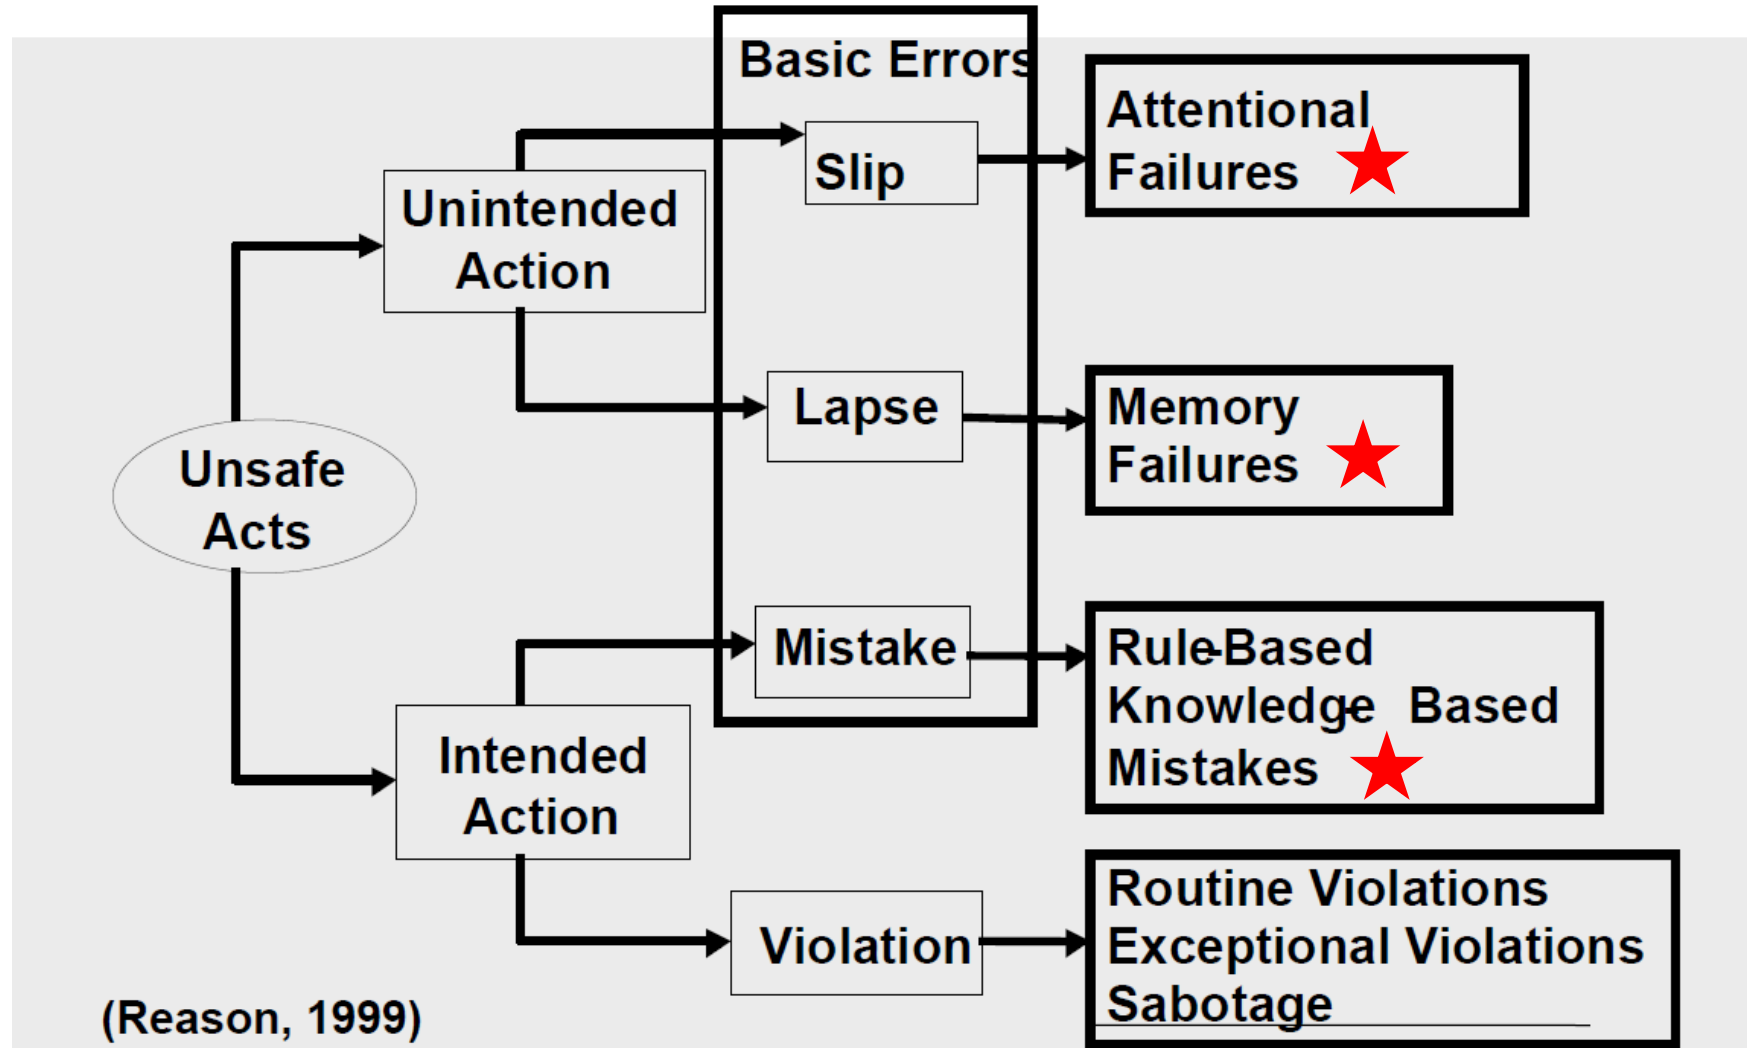 Basic Errors
Attentional
Failures
Slip
Unintended
Action
Lapse
Memory
Failures
Unsafe
Acts
Mistake
Rule-Based
Knowledge- Based
Mistakes
Intended
Action
Violation
Routine Violations
Exceptional Violations
Sabotage
(Reason, 1999)